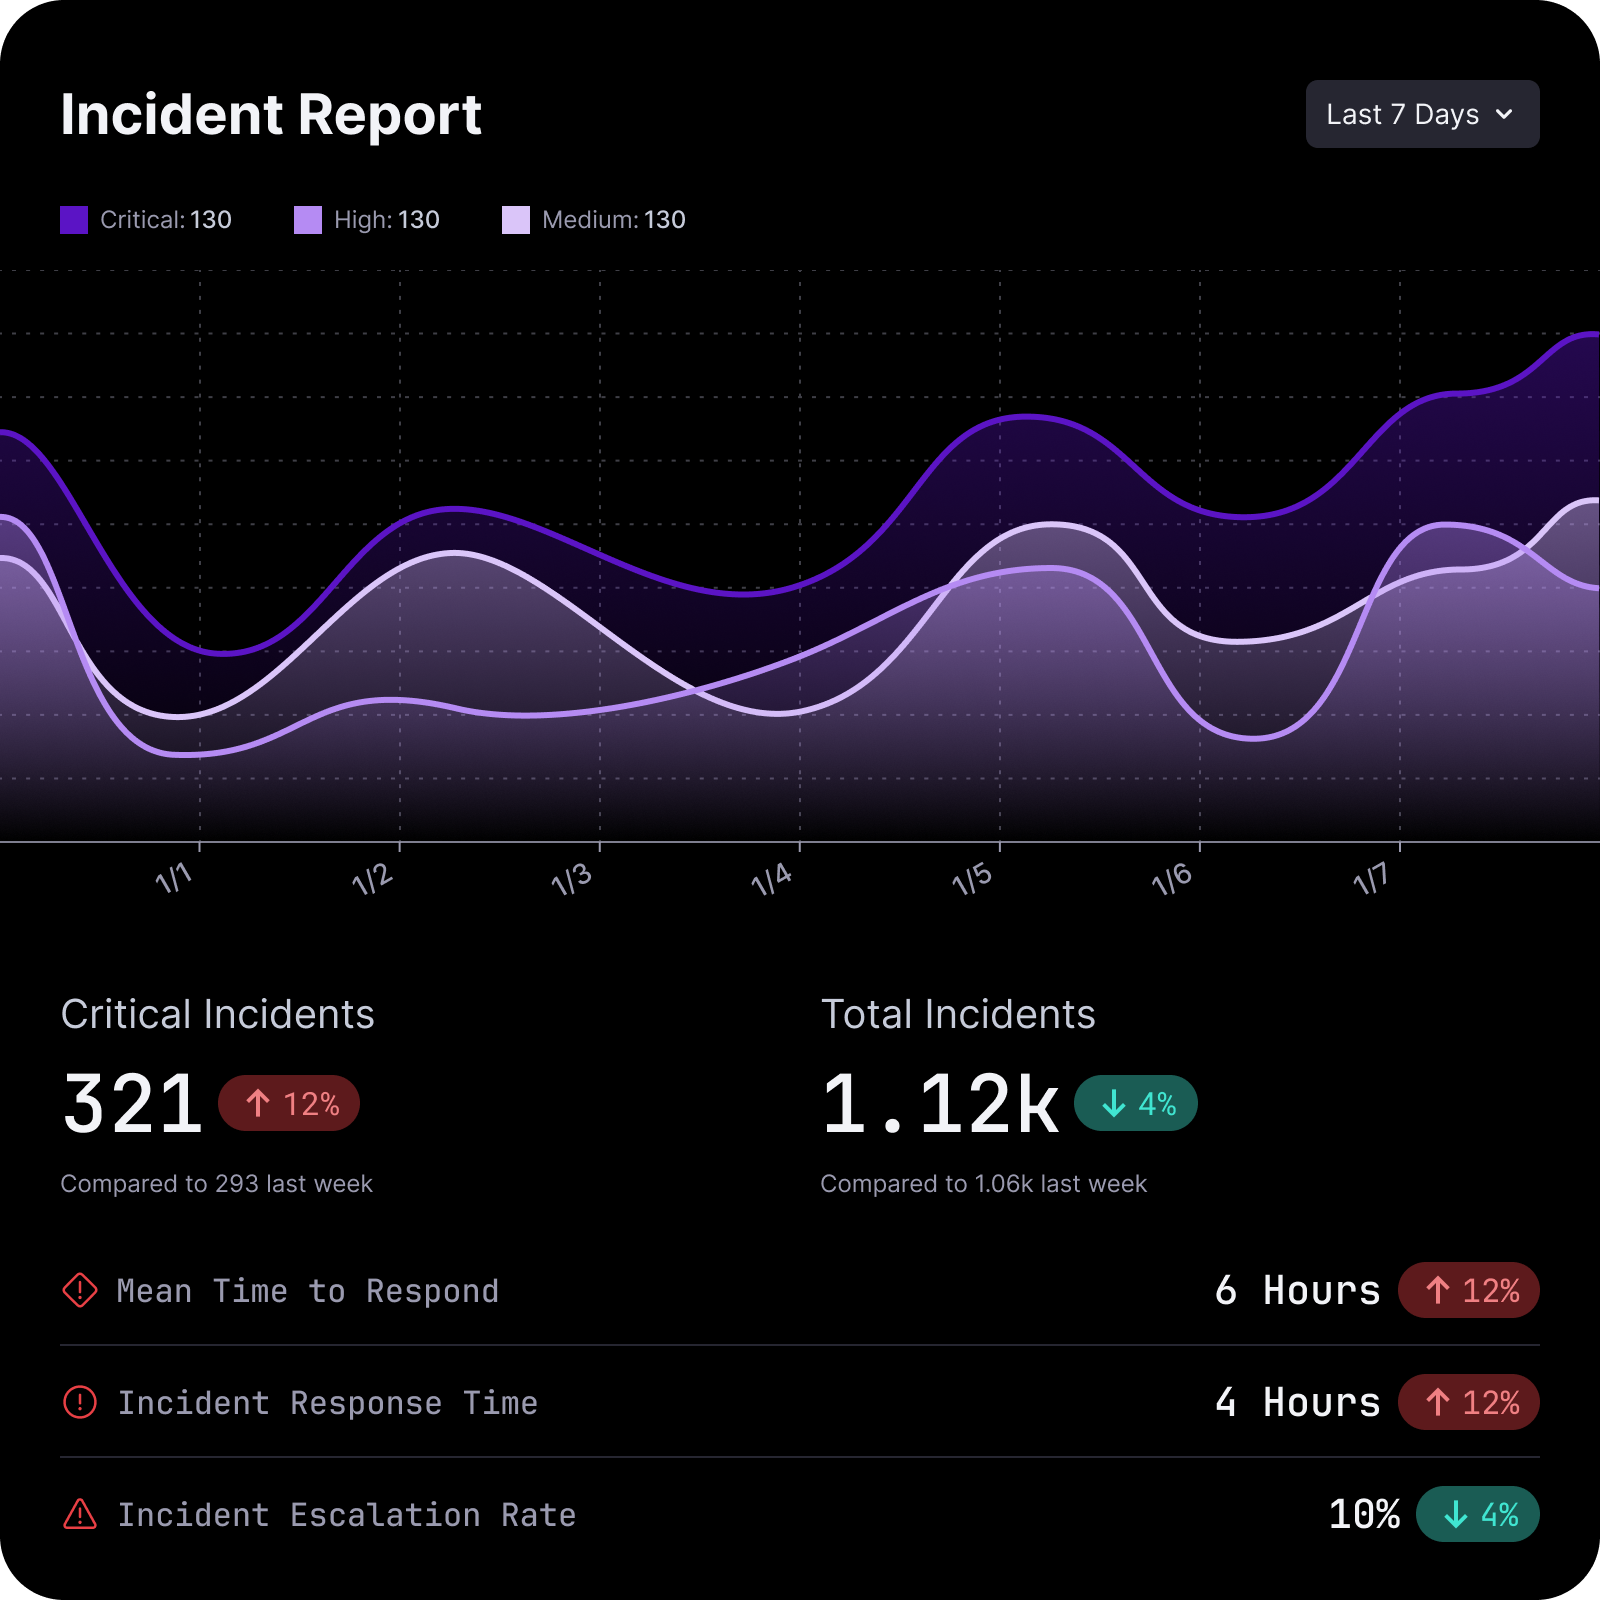 Incident Report
Last 7 Days
Critical: 130
High: 130
Medium: 130
1/1
1/2
1/3
1/4
1/5
1/6
1/7
Critical Incidents
321
↑ 12%
Compared to 293 last week
Total Incidents
1.12k
↓ 4%
Compared to 1.06k last week
Mean Time to Respond
6 Hours
↑ 12%
Incident Response Time
4 Hours
↑ 12%
Incident Escalation Rate
10%
↓ 4%